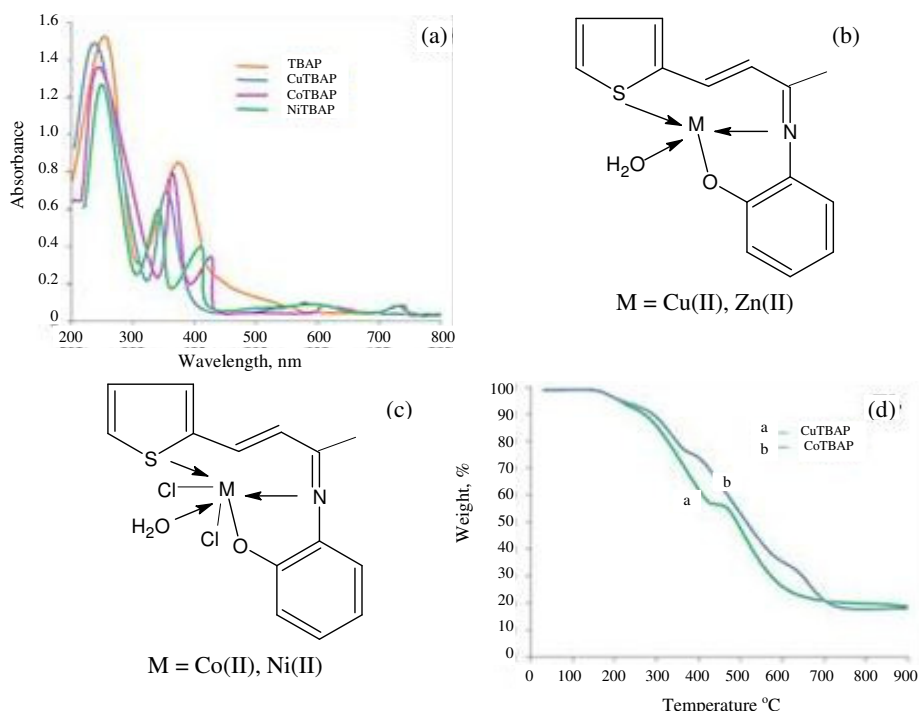 (a)
1.6
1.4
1.2
1.0
0.8
0.6
0.4
0.2
0
Absorbance
TBAP
CuTBAP
CoTBAP
NiTBAP
200 300 400 500 600 700 800
Wavelength, nm
(b)
S
M
N
H2O
O
M = Cu(II), Zn(II)
(c)
S
Cl
M
N
H2O
Cl
O
M = Co(II), Ni(II)
(d)
100
90
80
70
60
50
40
30
20
10
0
Weight, %
a CuTBAP
b CoTBAP
b
a
0 100 200 300 400 500 600 700 800 900
Temperature °C